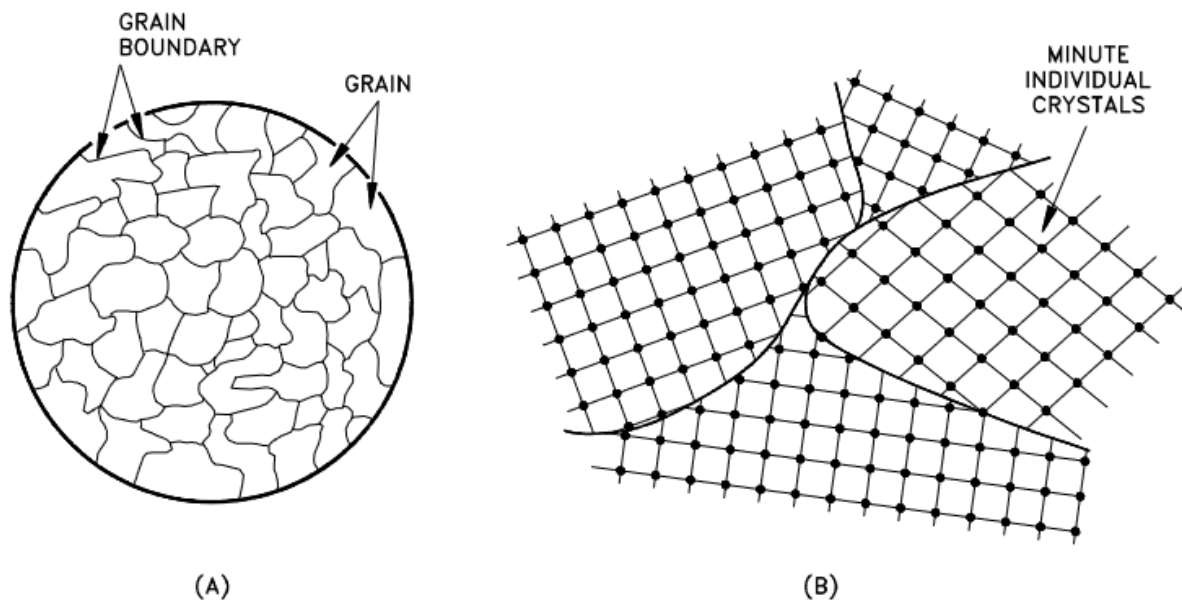 GRAIN
BOUNDARY
GRAIN
MINUTE
INDIVIDUAL
CRYSTALS
(A)
(B)